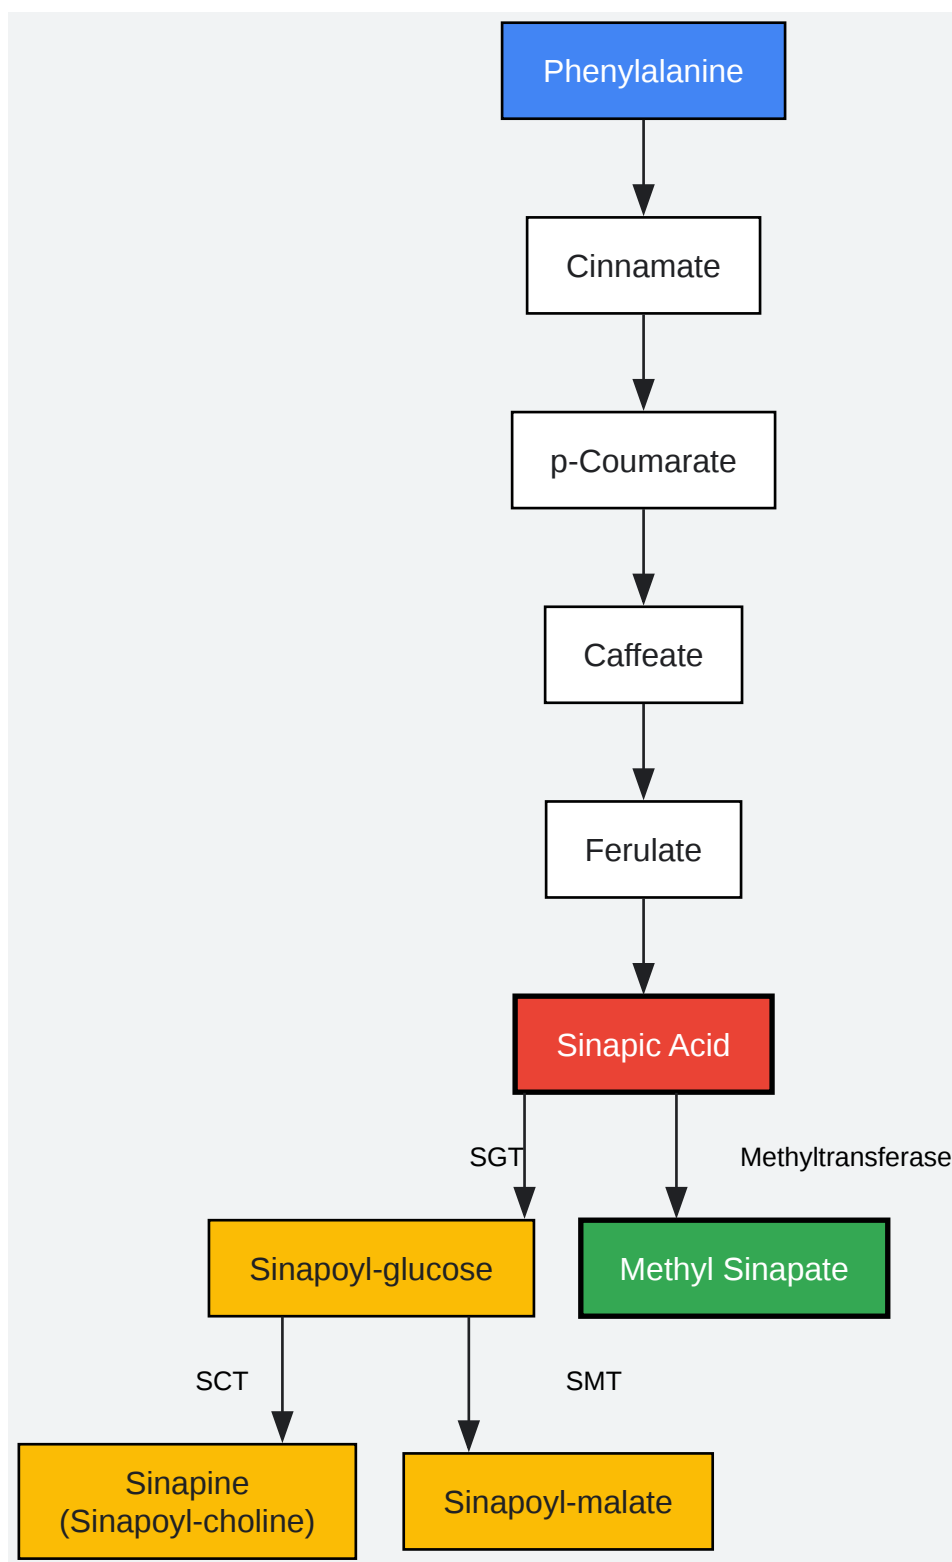 Phenylalanine
Cinnamate
p-Coumarate
Caffeate
Ferulate
Sinapic Acid
SGT
Methyltransferase
Sinapoyl-glucose
Methyl Sinapate
SCT
SMT
Sinapine
(Sinapoyl-choline)
Sinapoyl-malate